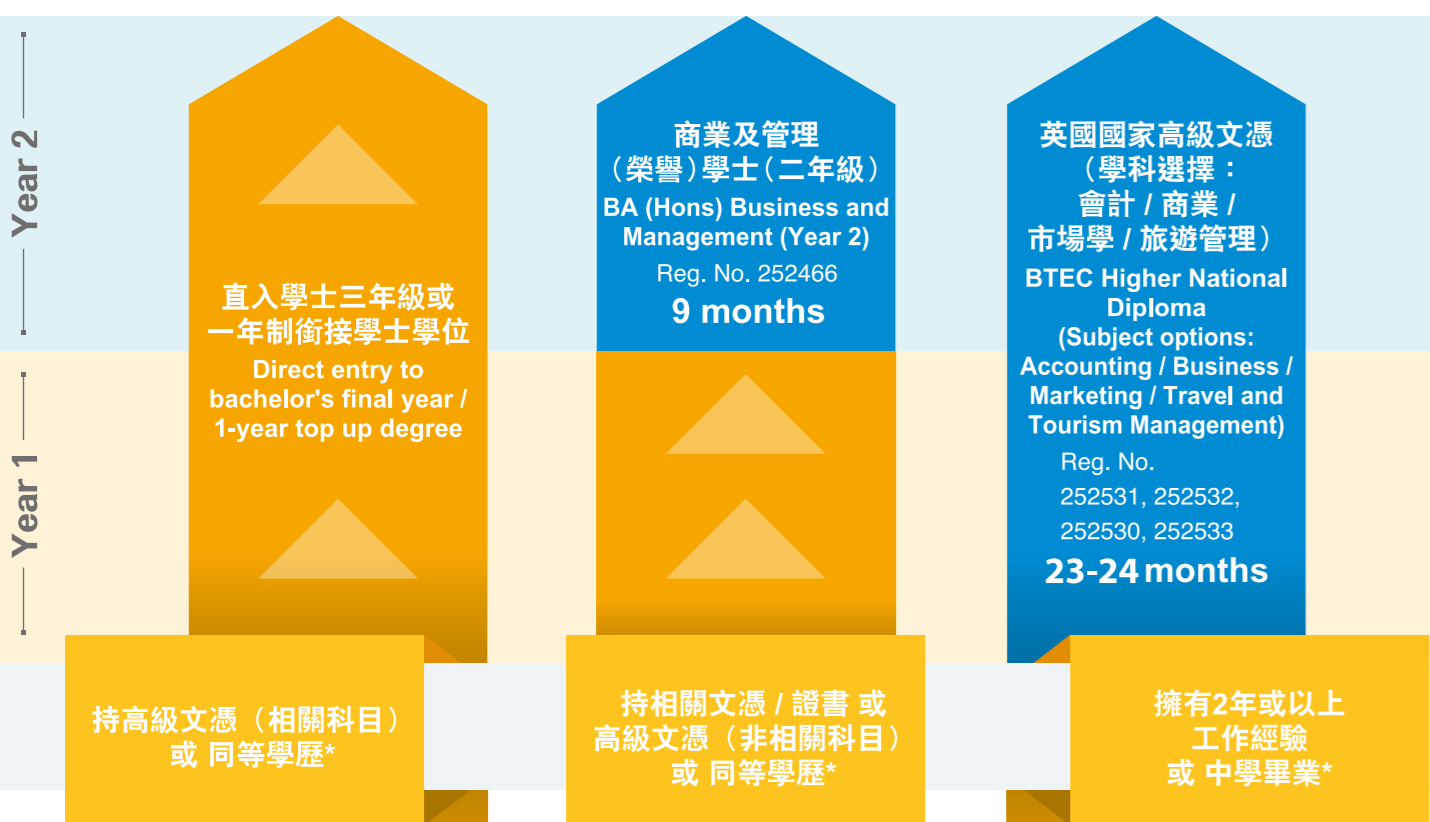 Year 2
Year 1
直入學士三年級或
一年制銜接學士學位
Direct entry to
bachelor's final year /
1-year top up degree
持高級文憑（相關科目）
或 同等學歷*
商業及管理
（榮譽）學士（二年級）
BA (Hons) Business and
Management (Year 2)
Reg. No. 252466
9 months
持相關文憑 / 證書 或
高級文憑（非相關科目）
或 同等學歷*
英國國家高級文憑
（學科選擇：
會計 / 商業 /
市場學 / 旅遊管理）
BTEC Higher National
Diploma
(Subject options:
Accounting / Business /
Marketing / Travel and
Tourism Management)
Reg. No.
252531, 252532,
252530, 252533
23-24 months
擁有2年或以上
工作經驗
或 中學畢業*